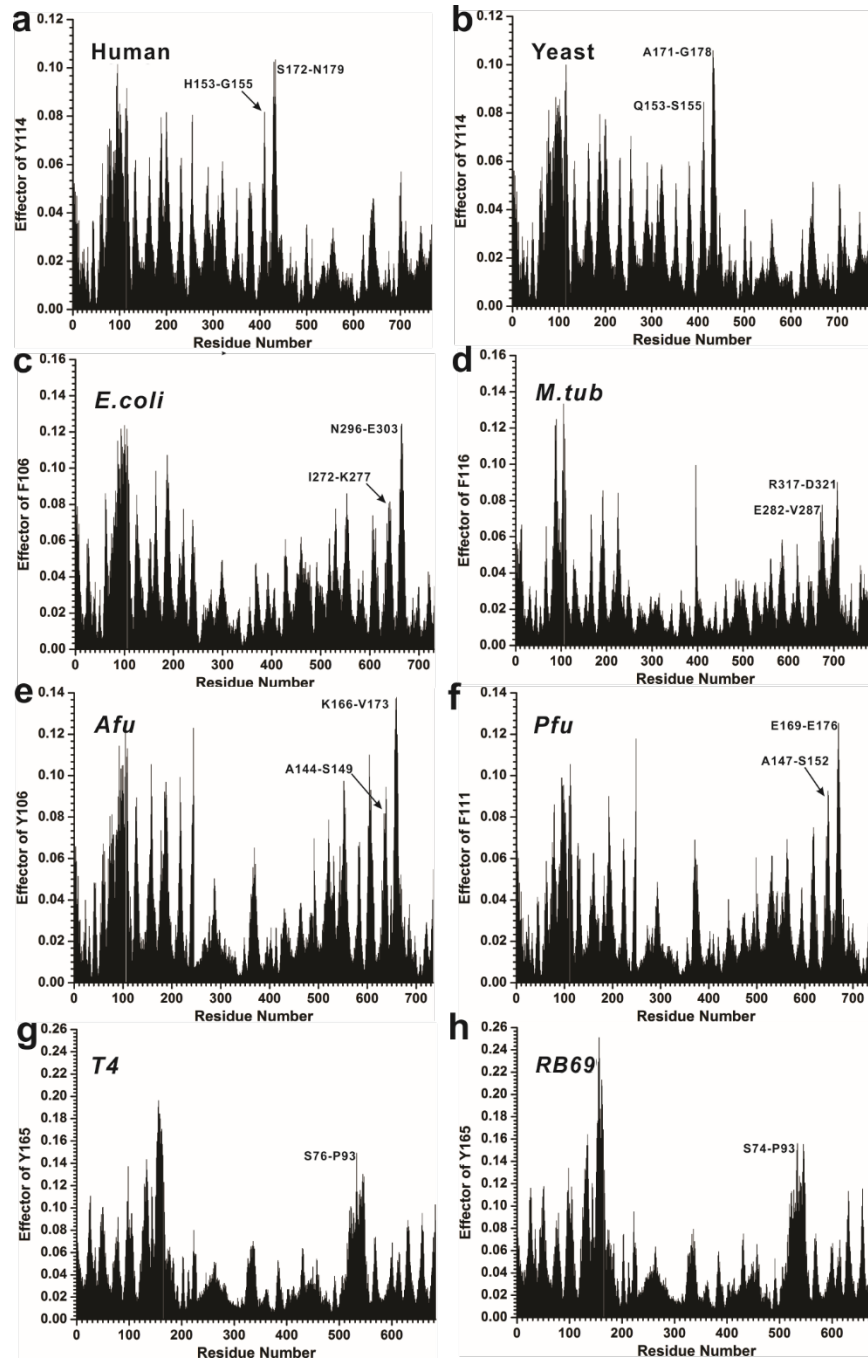 a
Human
0.12
0.10
0.08
0.06
0.04
0.02
0.00
Effector of Y114
H153-G155
S172-N179
0 100 200 300 400 500 600 700
Residue Number
b
Yeast
0.12
0.10
0.08
0.06
0.04
0.02
0.00
Effector of Y114
A171-G178
Q153-S155
0 100 200 300 400 500 600 700
Residue Number
c
E.coli
0.16
0.14
0.12
0.10
0.08
0.06
0.04
0.02
0.00
Effector of F106
N296-E303
I272-K277
0 100 200 300 400 500 600 700
Residue Number
d
M.tub
0.16
0.14
0.12
0.10
0.08
0.06
0.04
0.02
0.00
Effector of F116
R317-D321
E282-V287
0 100 200 300 400 500 600 700
Residue Number
e
Afu
0.14
0.12
0.10
0.08
0.06
0.04
0.02
0.00
Effector of Y106
K166-V173
A144-S149
0 100 200 300 400 500 600 700
Residue Number
f
Pfu
0.14
0.12
0.10
0.08
0.06
0.04
0.02
0.00
Effector of F111
E169-E176
A147-S152
0 100 200 300 400 500 600 700
Residue Number
g
T4
0.26
0.24
0.22
0.20
0.18
0.16
0.14
0.12
0.10
0.08
0.06
0.04
0.02
0.00
Effector of Y165
S76-P93
0 100 200 300 400 500 600
Residue Number
h
RB69
0.26
0.24
0.22
0.20
0.18
0.16
0.14
0.12
0.10
0.08
0.06
0.04
0.02
0.00
Effector of Y165
S74-P93
0 100 200 300 400 500 600
Residue Number